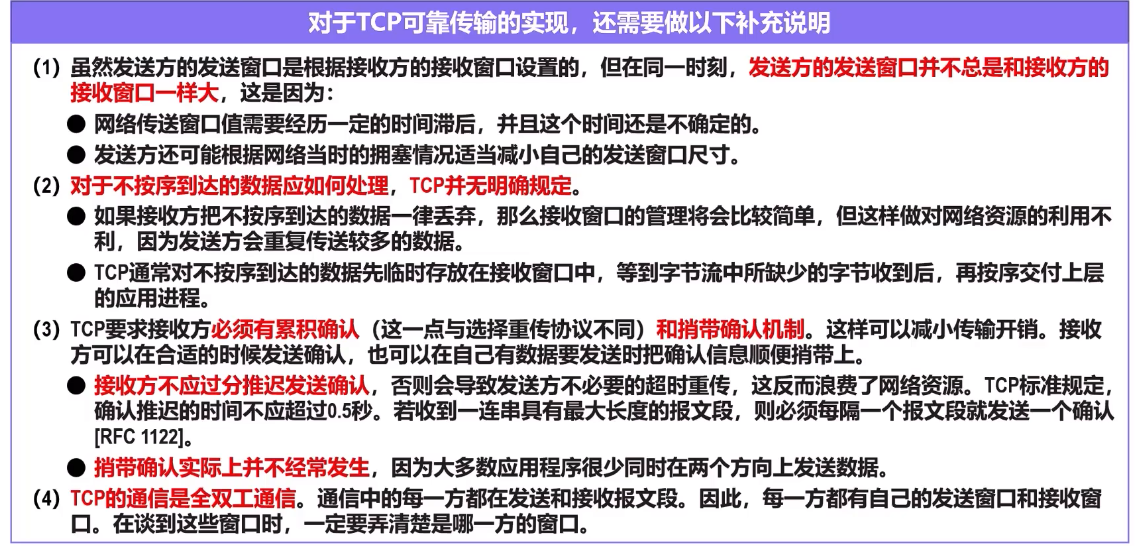 对于TCP可靠传输的实现，还需要做以下补充说明
（1）虽然发送方的发送窗口是根据接收方的接收窗口设置的，但在同一时刻，发送方的发送窗口并不总是和接收方的
接收窗口一样大，这是因为：
● 网络传送窗口值需要经历一定的时间滞后，并且这个时间还是不确定的。
● 发送方还可能根据网络当时的拥塞情况适当减小自己的发送窗口尺寸。
（2）对于不按序到达的数据应如何处理，TCP并无明确规定。
● 如果接收方把不按序到达的数据一律丢弃，那么接收窗口的管理将会比较简单，但这样做对网络资源的利用不
利，因为发送方会重复传送较多的数据。
● TCP通常对不按序到达的数据先临时存放在接收窗口中，等到字节流中所缺少的字节收到后，再按序交付上层
的应用进程。
（3）TCP要求接收方必须有累积确认（这一点与选择重传协议不同）和捎带确认机制。这样可以减小传输开销。接收
方可以在合适的时候发送确认，也可以在自己有数据要发送时把确认信息顺便捎带上。
● 接收方不应过分推迟发送确认，否则会导致发送方不必要的超时重传，这反而浪费了网络资源。TCP标准规定，
确认推迟的时间不应超过0.5秒。若收到一连串具有最大长度的报文段，则必须每隔一个报文段就发送一个确认
[RFC 1122]。
● 捎带确认实际上并不经常发生，因为大多数应用程序很少同时在两个方向上发送数据。
（4）TCP的通信是全双工通信。通信中的每一方都在发送和接收报文段。因此，每一方都有自己的发送窗口和接收窗
口。在谈到这些窗口时，一定要弄清楚是哪一方的窗口。